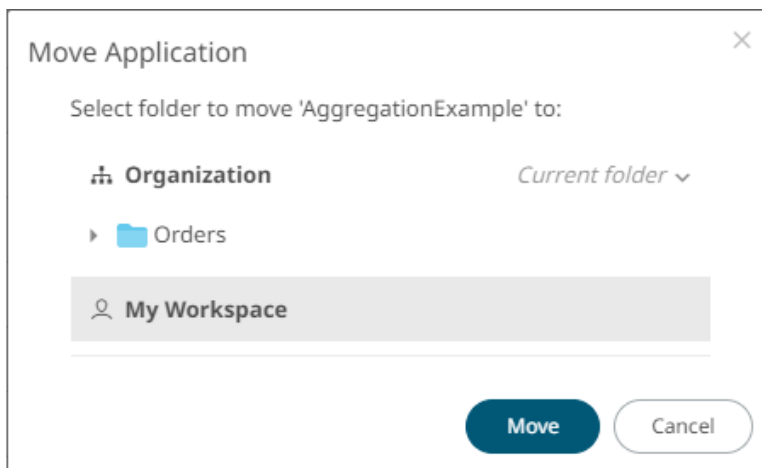 Move Application
Select folder to move 'AggregationExample' to:
Organization Current folder
Orders
My Workspace
Move Cancel